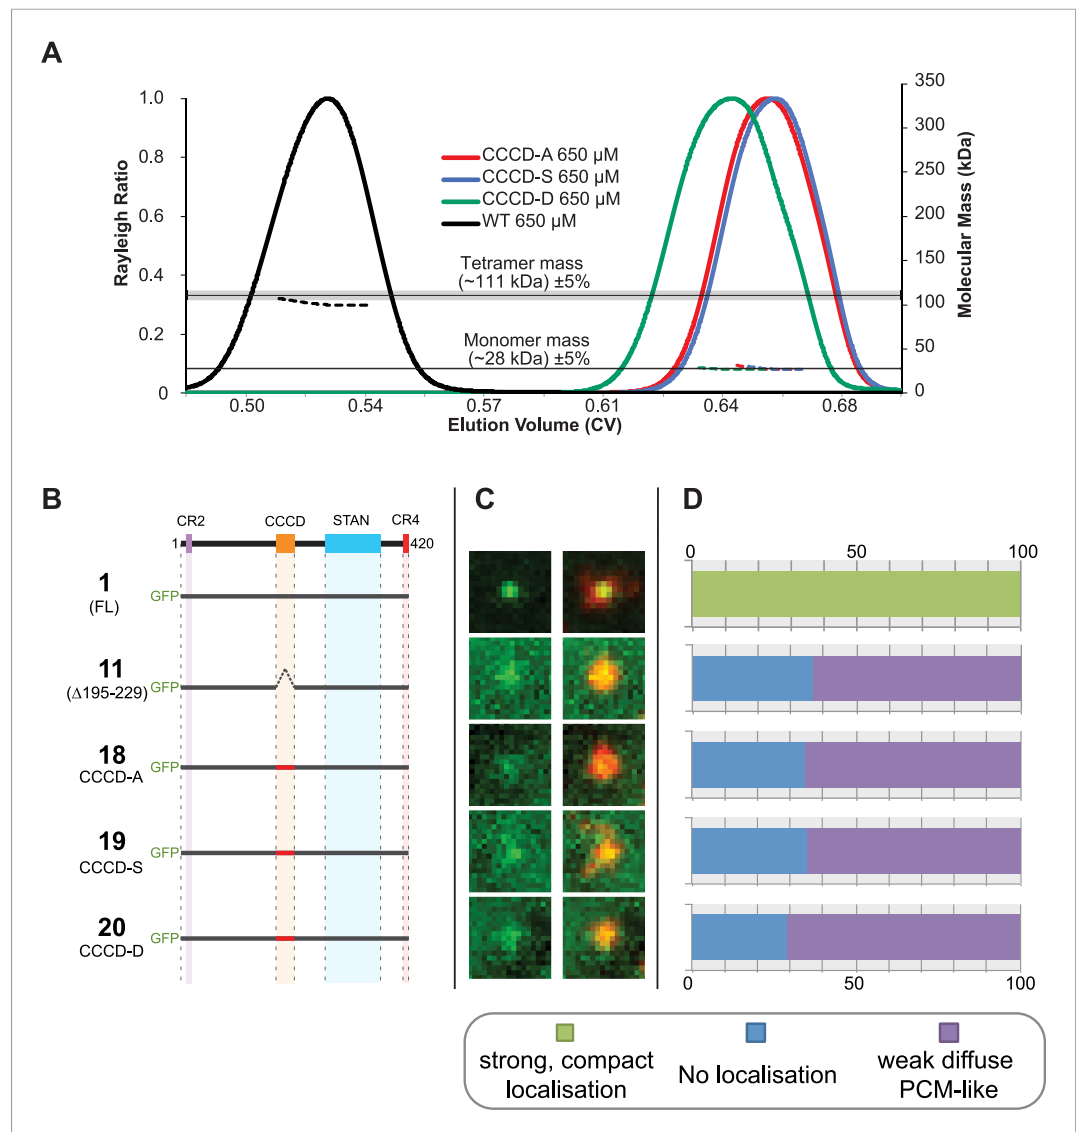 A
Rayleigh Ratio
1.0
0.8
0.6
0.4
0.2
0
350
300
250
200
150
100
50
0
Molecular Mass (kDa)
CCCD-A 650 µM
CCCD-S 650 µM
CCCD-D 650 µM
WT 650 µM
Tetramer mass
(~111 kDa) ±5%
Monomer mass
(~28 kDa) ±5%
0.50 0.54 0.57 0.61 0.64 0.68
Elution Volume (CV)
B
CR2 CCCD STAN CR4
1 420
1
(FL)
GFP
11
(Δ195-229)
GFP
18
CCCD-A
GFP
19
CCCD-S
GFP
20
CCCD-D
GFP
C
D
0 50 100
0 50 100
strong, compact
localisation
No localisation
weak diffuse
PCM-like